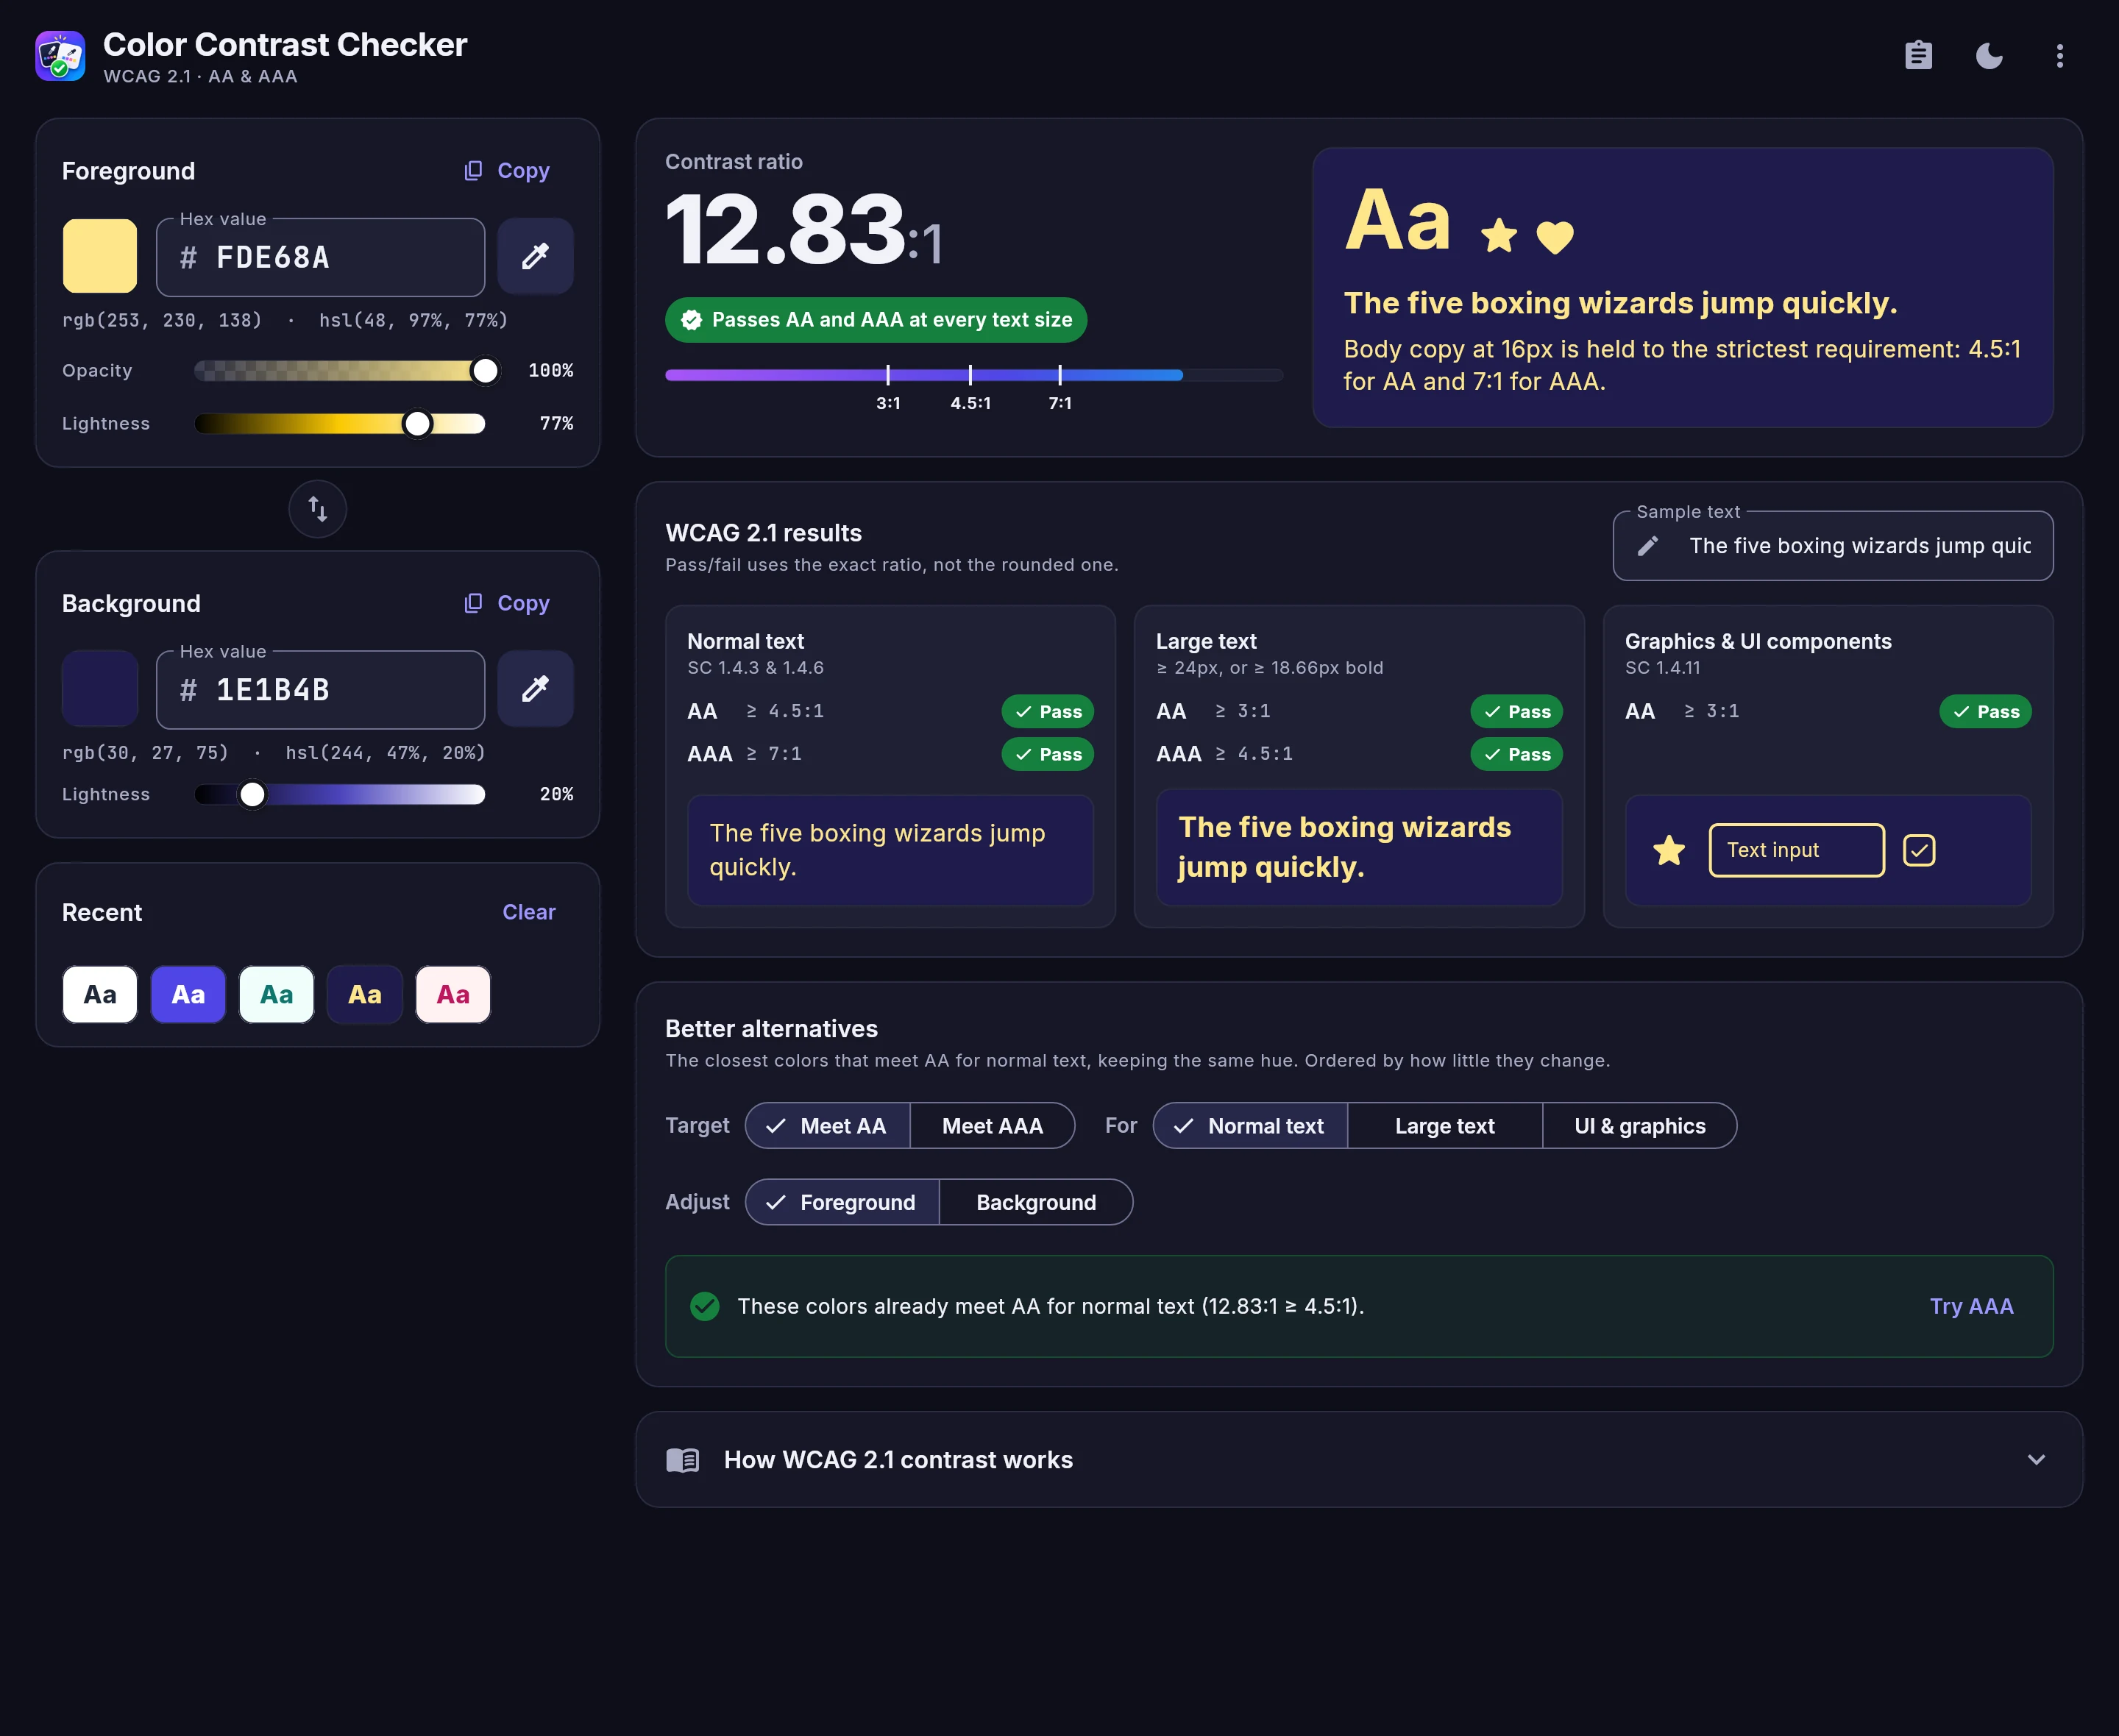 Color Contrast Checker
WCAG 2.1 · AA & AAA
Foreground
Copy
Hex value
# FDE68A
rgb(253, 230, 138) · hsl(48, 97%, 77%)
Opacity
100%
Lightness
77%
Background
Copy
Hex value
# 1E1B4B
rgb(30, 27, 75) · hsl(244, 47%, 20%)
Lightness
20%
Recent
Clear
Aa Aa Aa Aa Aa
Contrast ratio
12.83:1
Passes AA and AAA at every text size
3:1 4.5:1 7:1
Aa
The five boxing wizards jump quickly.
Body copy at 16px is held to the strictest requirement: 4.5:1
for AA and 7:1 for AAA.
WCAG 2.1 results
Pass/fail uses the exact ratio, not the rounded one.
Sample text
The five boxing wizards jump quic
Normal text
SC 1.4.3 & 1.4.6
AA ≥ 4.5:1 Pass
AAA ≥ 7:1 Pass
The five boxing wizards jump
quickly.
Large text
≥ 24px, or ≥ 18.66px bold
AA ≥ 3:1 Pass
AAA ≥ 4.5:1 Pass
The five boxing wizards
jump quickly.
Graphics & UI components
SC 1.4.11
AA ≥ 3:1 Pass
Text input
Better alternatives
The closest colors that meet AA for normal text, keeping the same hue. Ordered by how little they change.
Target Meet AA Meet AAA For Normal text Large text UI & graphics
Adjust Foreground Background
These colors already meet AA for normal text (12.83:1 ≥ 4.5:1).
Try AAA
How WCAG 2.1 contrast works